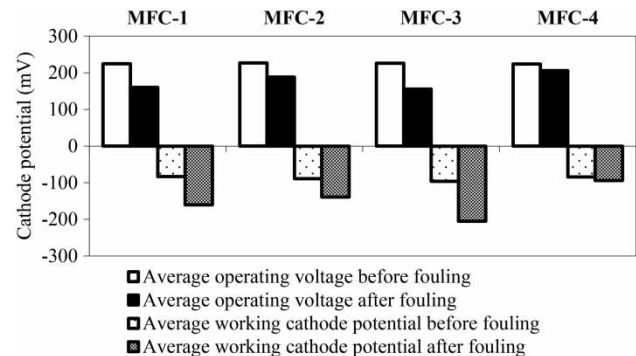 MFC-1 MFC-2 MFC-3 MFC-4
Cathode potential (mV)
300
200
100
0
-100
-200
-300
Average operating voltage before fouling
Average operating voltage after fouling
Average working cathode potential before fouling
Average working cathode potential after fouling